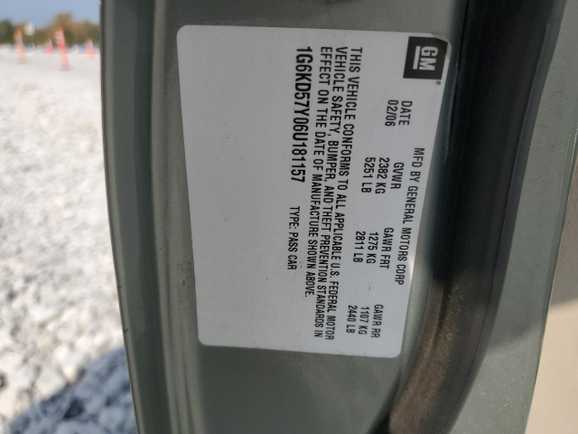 GM
MFD BY GENERAL MOTORS CORP
DATE GVWR GAWR FRT GAWR RR
02/06 2382 KG 1275 KG 1107 KG
5251 LB 2811 LB 2440 LB
THIS VEHICLE CONFORMS TO ALL APPLICABLE U.S. FEDERAL MOTOR
VEHICLE SAFETY, BUMPER, AND THEFT PREVENTION STANDARDS IN
EFFECT ON THE DATE OF MANUFACTURE SHOWN ABOVE.
1G6KD57Y06U181157 TYPE: PASS CAR